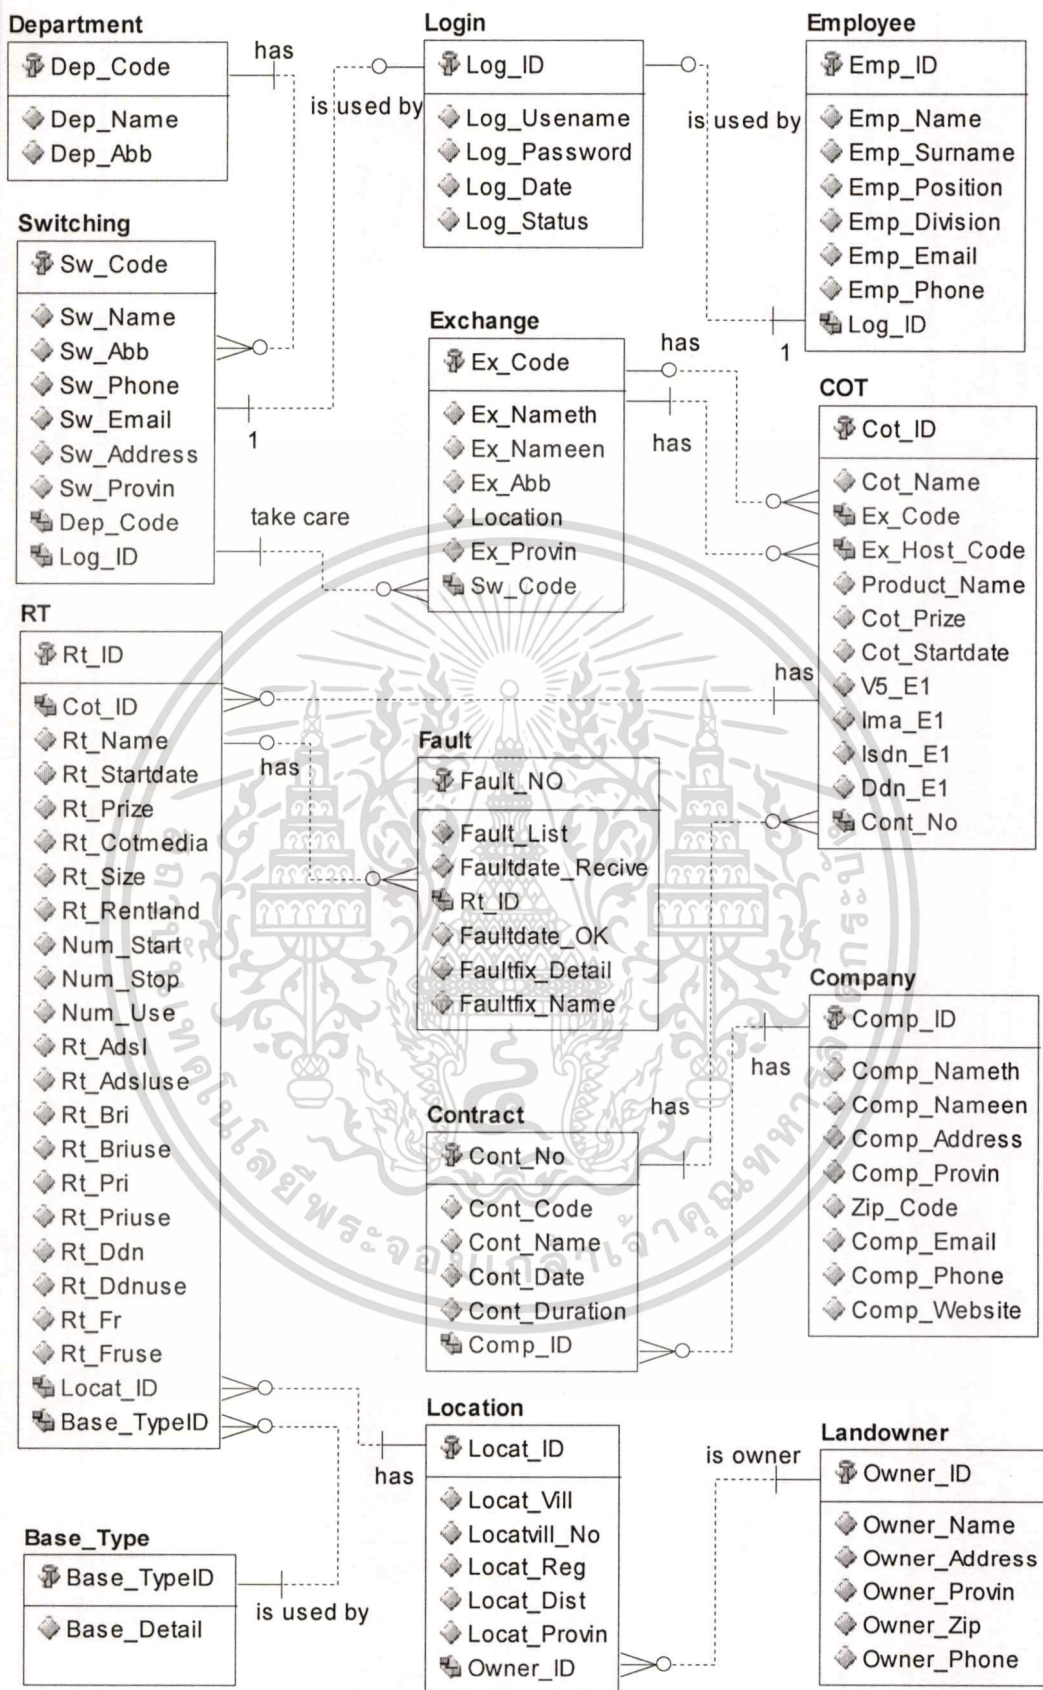 Department
Dep_Code
Dep_Name
Dep_Abb
has
Login
Log_ID
Log_Usename
Log_Password
Log_Date
Log_Status
is used by
is used by
Employee
Emp_ID
Emp_Name
Emp_Surname
Emp_Position
Emp_Division
Emp_Email
Emp_Phone
Log_ID
1
Switching
Sw_Code
Sw_Name
Sw_Abb
Sw_Phone
Sw_Email
Sw_Address
Sw_Provin
Dep_Code
Log_ID
1
take care
Exchange
Ex_Code
Ex_Nameth
Ex_Nameen
Ex_Abb
Location
Ex_Provin
Sw_Code
has
has
COT
Cot_ID
Cot_Name
Ex_Code
Ex_Host_Code
Product_Name
Cot_Prize
Cot_Startdate
V5_E1
Ima_E1
Isdn_E1
Ddn_E1
Cont_No
has
RT
Rt_ID
Cot_ID
Rt_Name
Rt_Startdate
Rt_Prize
Rt_Cotmedia
Rt_Size
Rt_Rentland
Num_Start
Num_Stop
Num_Use
Rt_Adsl
Rt_Adsluse
Rt_Bri
Rt_Briuse
Rt_Pri
Rt_Priuse
Rt_Ddn
Rt_Ddnuse
Rt_Fr
Rt_Fruse
Locat_ID
Base_TypeID
has
Fault
Fault_NO
Fault_List
Faultdate_Recive
Rt_ID
Faultdate_OK
Faultfix_Detail
Faultfix_Name
Company
Comp_ID
Comp_Nameth
Comp_Nameen
Comp_Address
Comp_Provin
Zip_Code
Comp_Email
Comp_Phone
Comp_Website
has
has
Contract
Cont_No
Cont_Code
Cont_Name
Cont_Date
Cont_Duration
Comp_ID
Location
Locat_ID
Locat_Vill
Locatvill_No
Locat_Reg
Locat_Dist
Locat_Provin
Owner_ID
has
is owner
Landowner
Owner_ID
Owner_Name
Owner_Address
Owner_Provin
Owner_Zip
Owner_Phone
Base_Type
Base_TypeID
Base_Detail
is used by